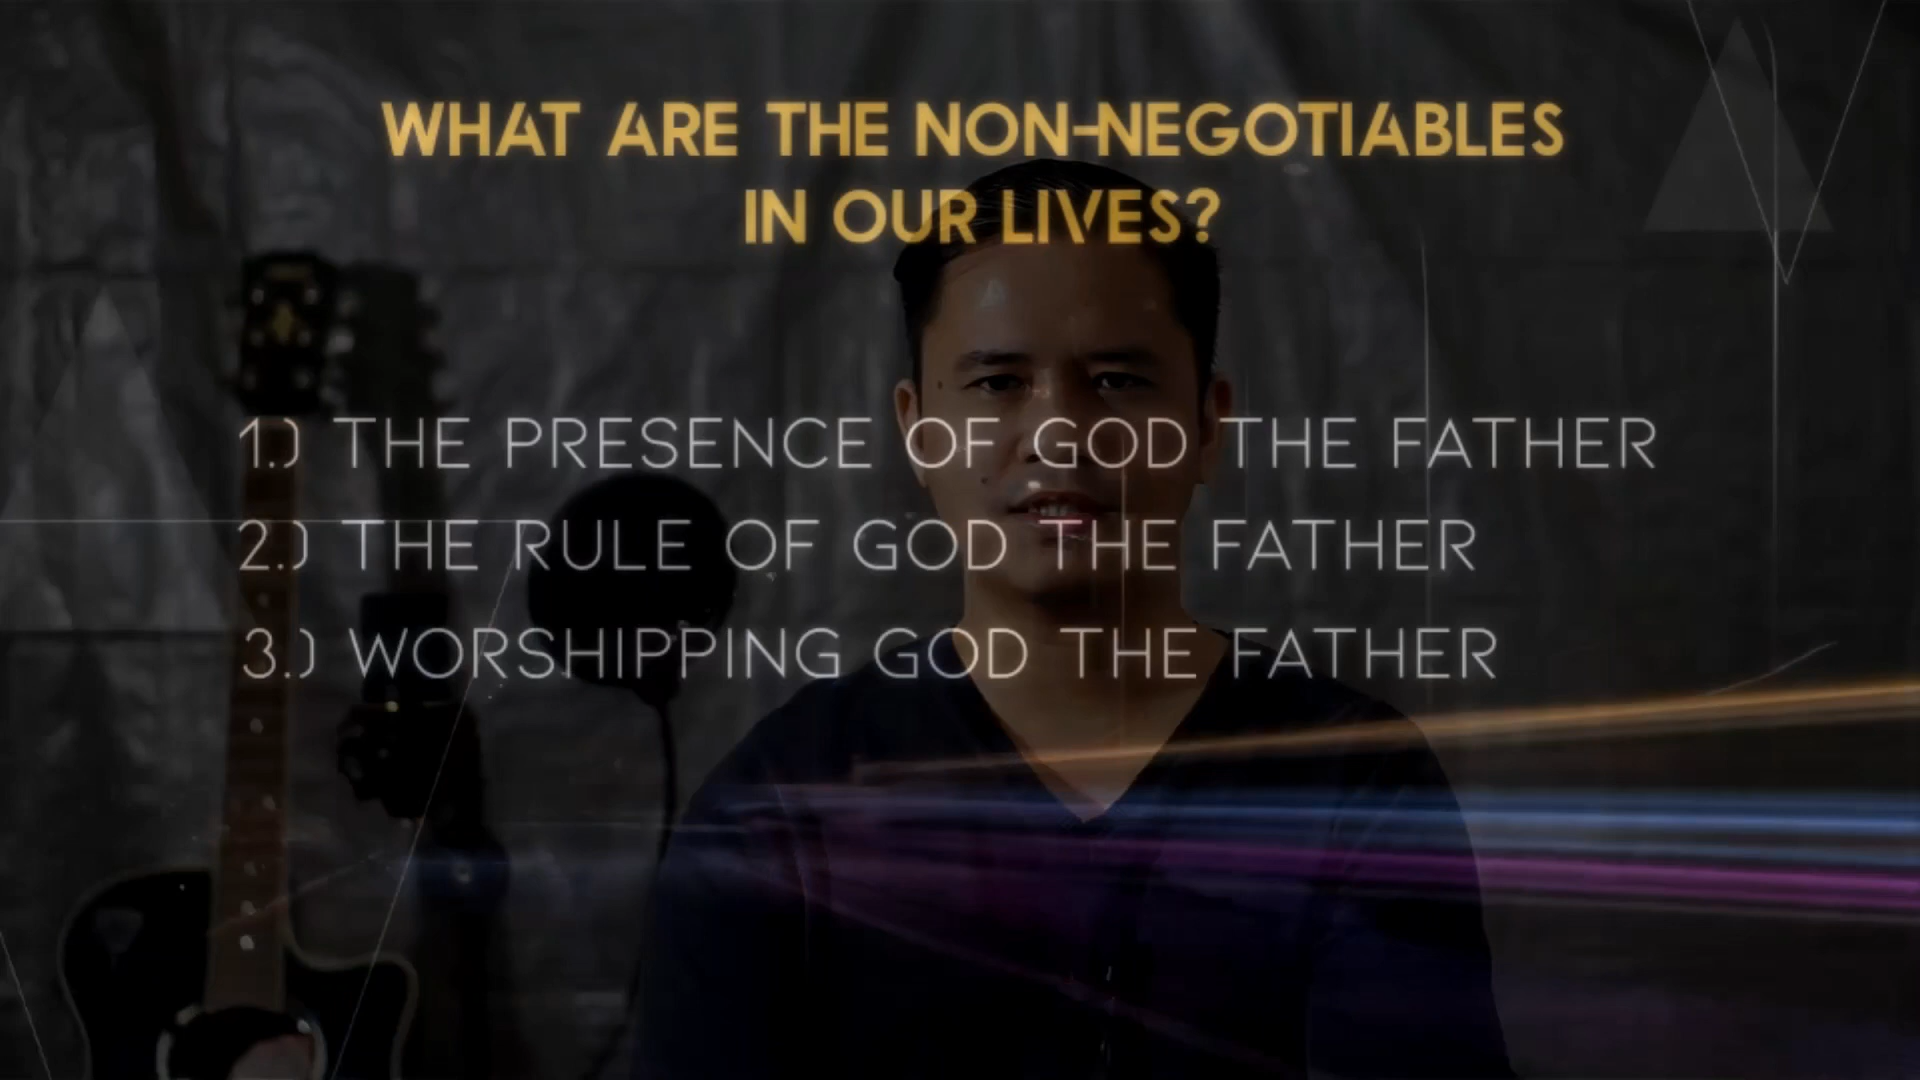 WHAT ARE THE NON-NEGOTIABLES
IN OUR LIVES?
1.) THE PRESENCE OF GOD THE FATHER
2.) THE RULE OF GOD THE FATHER
3.) WORSHIPPING GOD THE FATHER